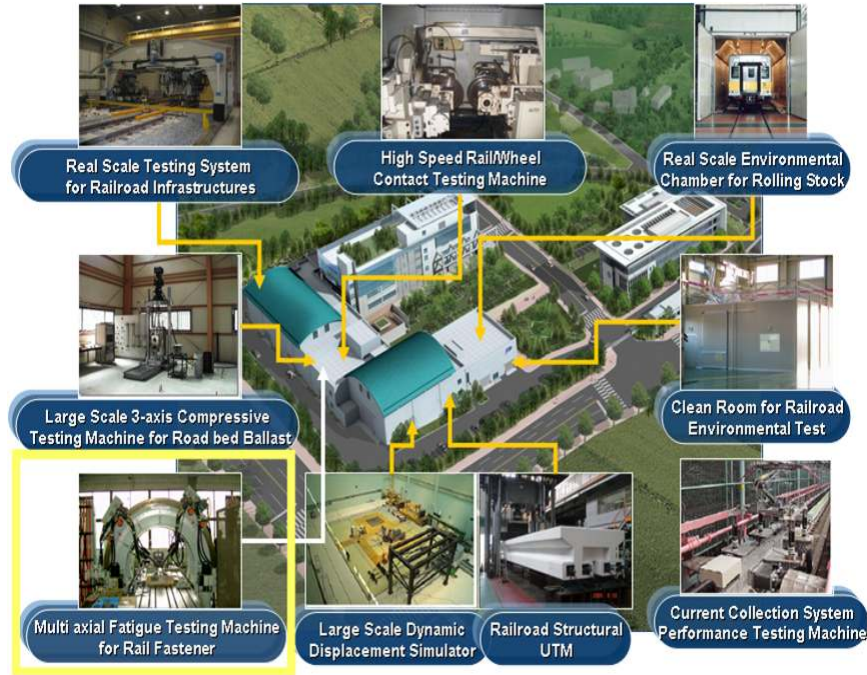 Real Scale Testing System
for Railroad Infrastructures
High Speed Rail/Wheel
Contact Testing Machine
Real Scale Environmental
Chamber for Rolling Stock
Large Scale 3-axis Compressive
Testing Machine for Road bed Ballast
Clean Room for Railroad
Environmental Test
Multi axial Fatigue Testing Machine
for Rail Fastener
Large Scale Dynamic
Displacement Simulator
Railroad Structural
UTM
Current Collection System
Performance Testing Machine